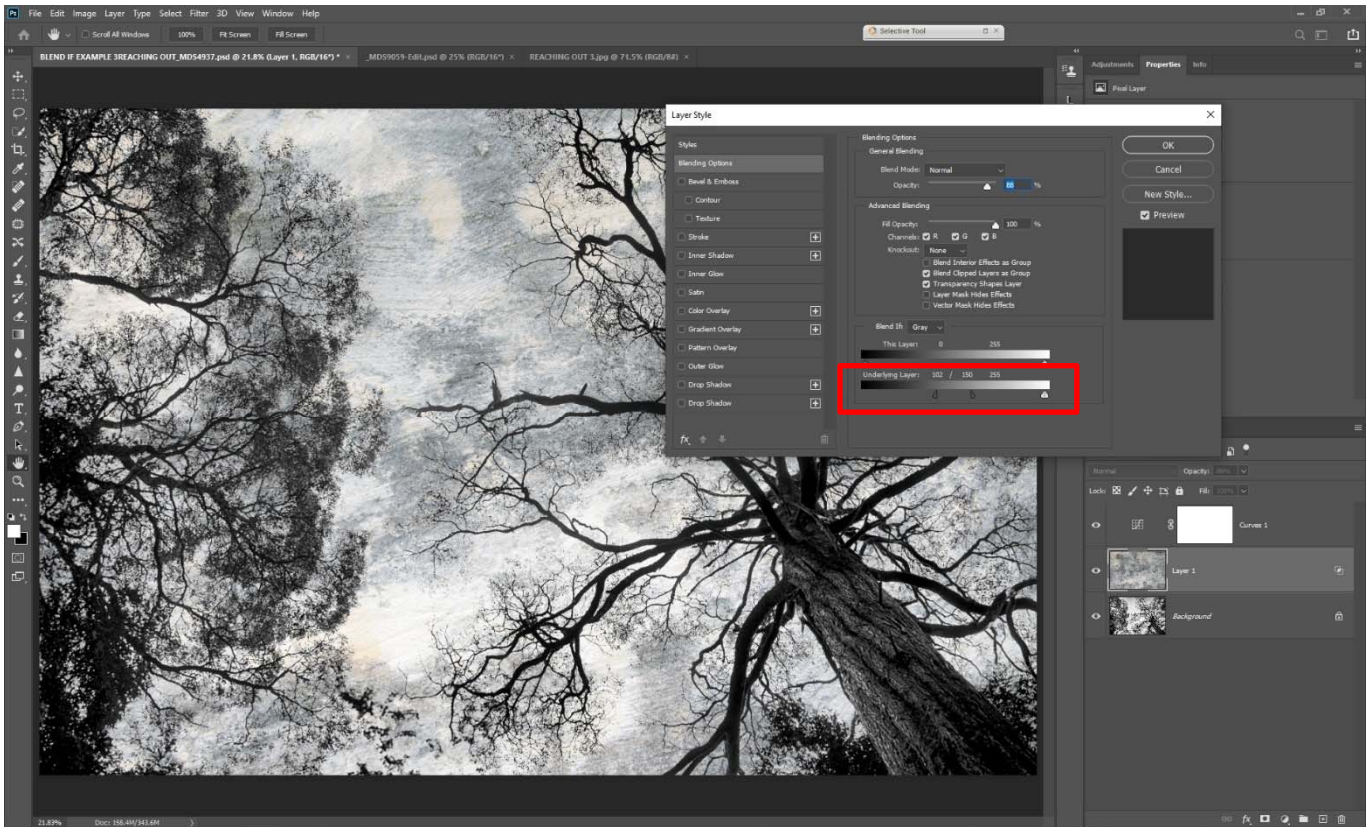 Ps File Edit Image Layer Type Select Filter 3D View Window Help
Scroll All Windows 100% Fit Screen Fill Screen
Selective Tool
BLEND IF EXAMPLE 3REACHING OUT_MDS4937.psd @ 21.8% (Layer 1, RGB/16*) * × _MDS9059-Edit.psd @ 25% (RGB/16*) × REACHING OUT 3.jpg @ 71.5% (RGB/8#) ×
Adjustments Properties Info
Pixel Layer
Layer Style
Styles
Blending Options
Bevel & Emboss
Contour
Texture
Stroke
Inner Shadow
Inner Glow
Satin
Color Overlay
Gradient Overlay
Pattern Overlay
Outer Glow
Drop Shadow
Drop Shadow
fx
Blending Options
General Blending
Blend Mode: Normal
Opacity: 88 %
Advanced Blending
Fill Opacity: 100 %
Channels: R G B
Knockout: None
Blend Interior Effects as Group
Blend Clipped Layers as Group
Transparency Shapes Layer
Layer Mask Hides Effects
Vector Mask Hides Effects
Blend If: Gray
This Layer: 0 255
Underlying Layer: 102 / 150 255
OK
Cancel
New Style...
Preview
Normal Opacity:
Lock: Fill: 100%
Curves 1
Layer 1
Background
21.83% Doc: 158.4M/343.6M
fx